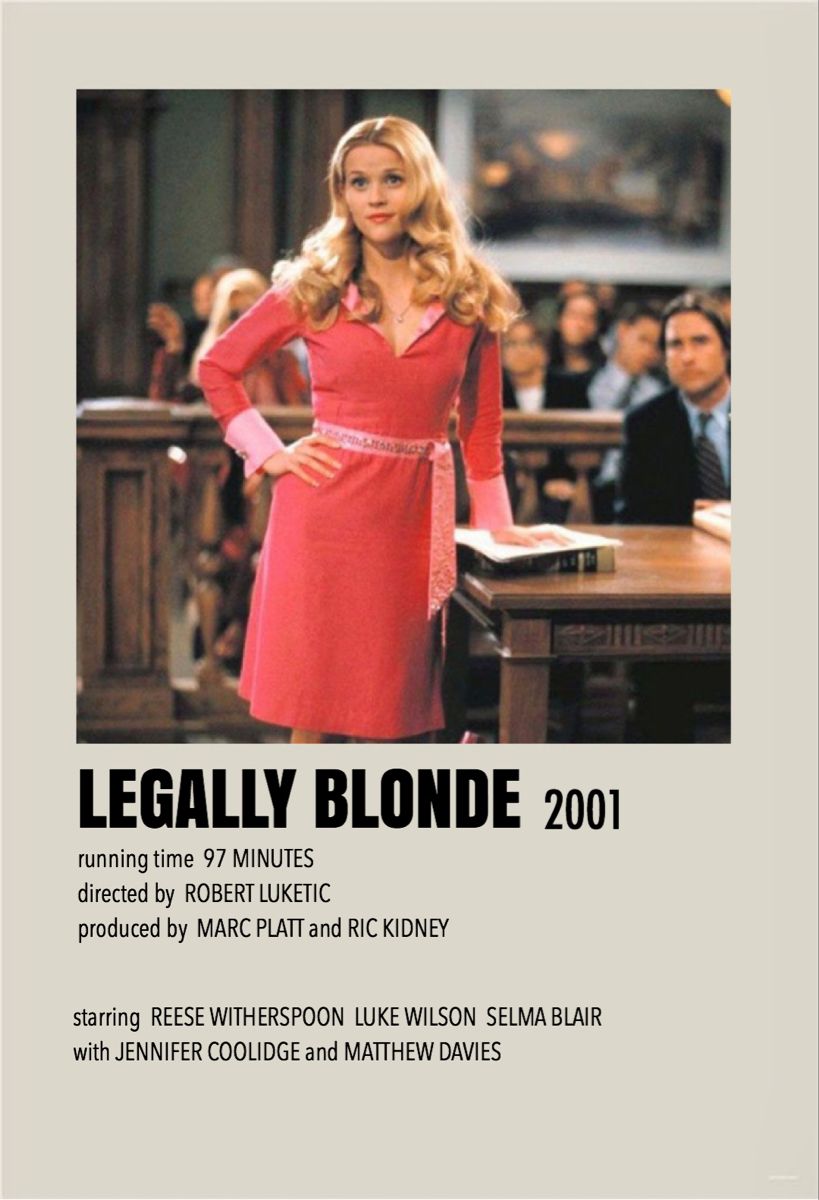 LEGALLY BLONDE 2001
running time 97 MINUTES
directed by ROBERT LUKETIC
produced by MARC PLATT and RIC KIDNEY
starring REESE WITHERSPOON LUKE WILSON SELMA BLAIR
with JENNIFER COOLIDGE and MATTHEW DAVIES